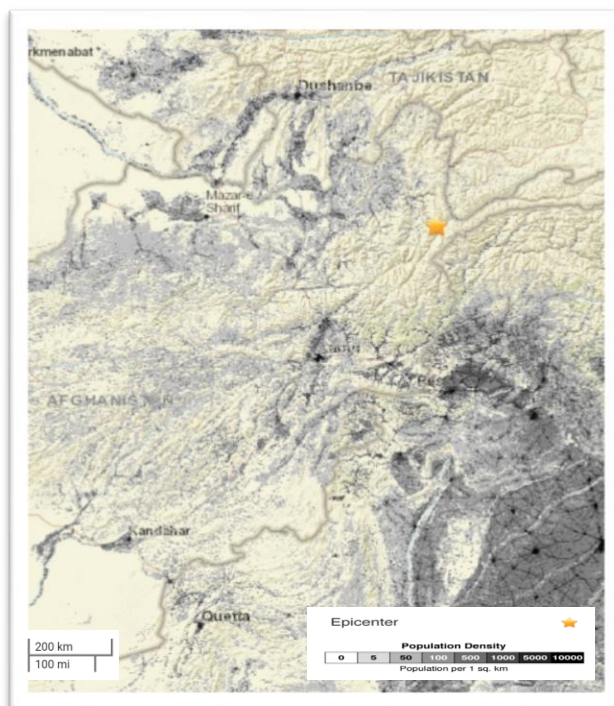 rkmenabat
Dushanbe
TAJIKISTAN
Mazar-e
Sharif
AFGHANISTAN
Kandahar
Quetta
200 km
100 mi
Epicenter
Population Density
0 5 50 100 500 1000 5000 10000
Population per 1 sq. km